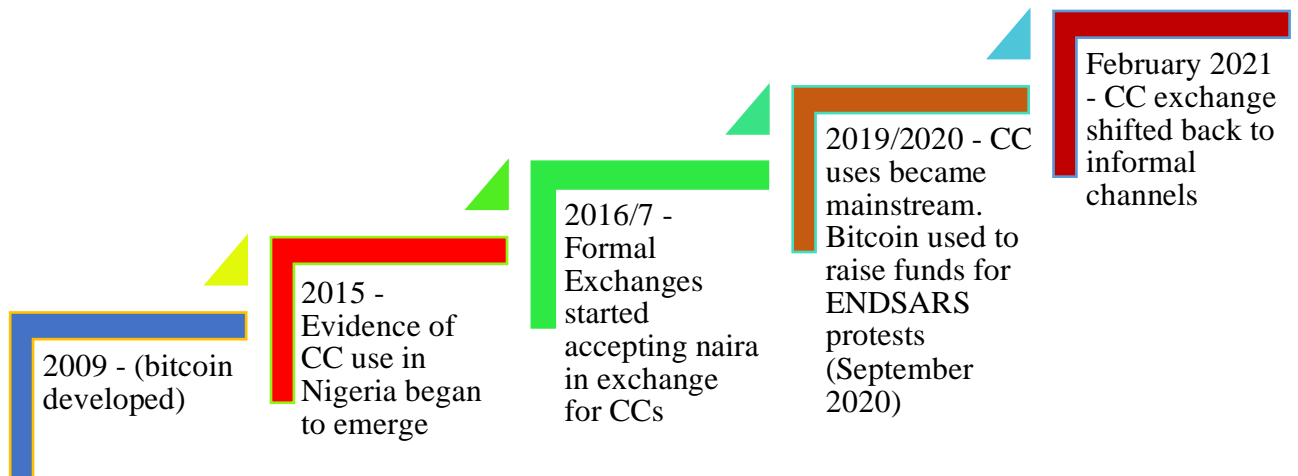 2009 - (bitcoin
developed)
2015 -
Evidence of
CC use in
Nigeria began
to emerge
2016/7 -
Formal
Exchanges
started
accepting naira
in exchange
for CCs
2019/2020 - CC
uses became
mainstream.
Bitcoin used to
raise funds for
ENDSARS
protests
(September
2020)
February 2021
- CC exchange
shifted back to
informal
channels